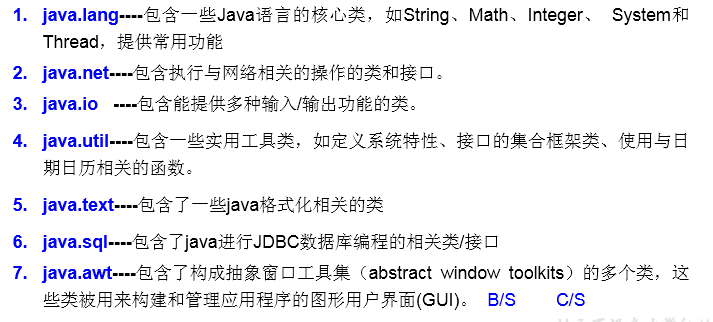 1. java.lang----包含一些Java语言的核心类，如String、Math、Integer、 System和
Thread，提供常用功能
2. java.net----包含执行与网络相关的操作的类和接口。
3. java.io ----包含能提供多种输入/输出功能的类。
4. java.util----包含一些实用工具类，如定义系统特性、接口的集合框架类、使用与日
期日历相关的函数。
5. java.text----包含了一些java格式化相关的类
6. java.sql----包含了java进行JDBC数据库编程的相关类/接口
7. java.awt----包含了构成抽象窗口工具集（abstract window toolkits）的多个类，这
些类被用来构建和管理应用程序的图形用户界面(GUI)。 B/S C/S